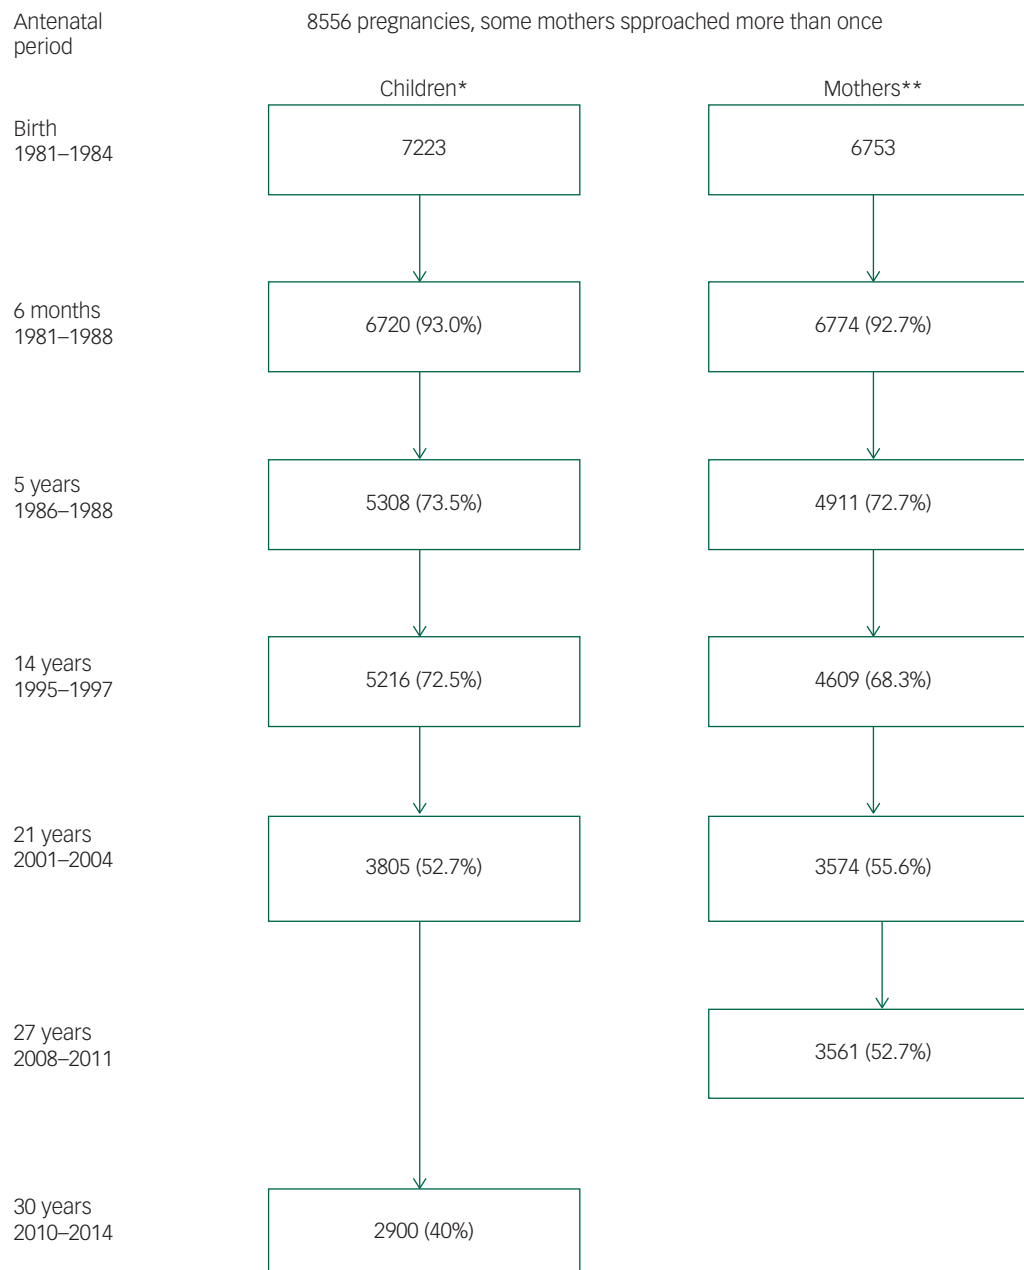 Antenatal
period
8556 pregnancies, some mothers spproached more than once
Children*
Mothers**
Birth
1981–1984
7223
6753
6 months
1981–1988
6720 (93.0%)
6774 (92.7%)
5 years
1986–1988
5308 (73.5%)
4911 (72.7%)
14 years
1995–1997
5216 (72.5%)
4609 (68.3%)
21 years
2001–2004
3805 (52.7%)
3574 (55.6%)
27 years
2008–2011
3561 (52.7%)
30 years
2010–2014
2900 (40%)